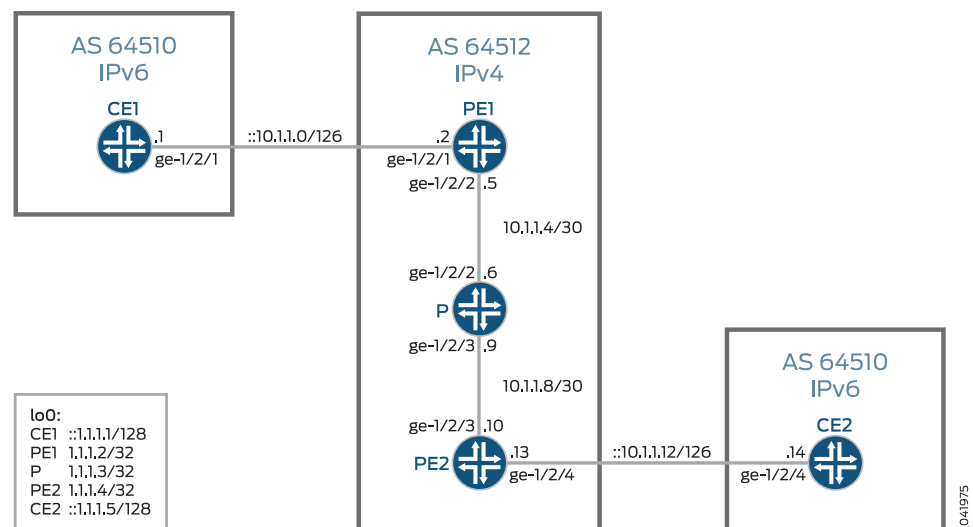 AS 64510
IPv6
CE1
.1
ge-1/2/1
::10.1.1.0/126
AS 64512
IPv4
PE1
.2
ge-1/2/1
ge-1/2/2 .5
10.1.1.4/30
ge-1/2/2 .6
P
ge-1/2/3 .9
10.1.1.8/30
ge-1/2/3 .10
PE2
.13
ge-1/2/4
::10.1.1.12/126
AS 64510
IPv6
CE2
.14
ge-1/2/4
lo0:
CE1 ::1.1.1.1/128
PE1 1.1.1.2/32
P 1.1.1.3/32
PE2 1.1.1.4/32
CE2 ::1.1.1.5/128
041975